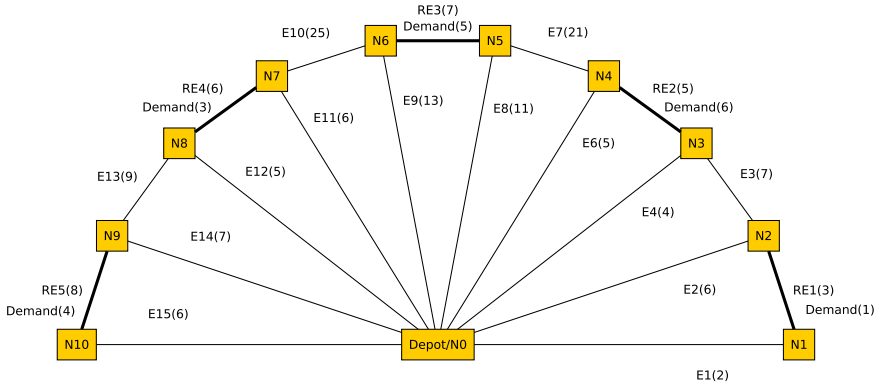 RE3(7)
Demand(5)
E10(25)
E7(21)
N6
N5
N7
N4
RE4(6)
Demand(3)
RE2(5)
Demand(6)
E9(13)
E8(11)
E11(6)
N8
N3
E6(5)
E13(9)
E12(5)
E3(7)
E4(4)
N9
E14(7)
N2
RE5(8)
Demand(4)
E2(6)
RE1(3)
Demand(1)
E15(6)
N10
Depot/N0
N1
E1(2)